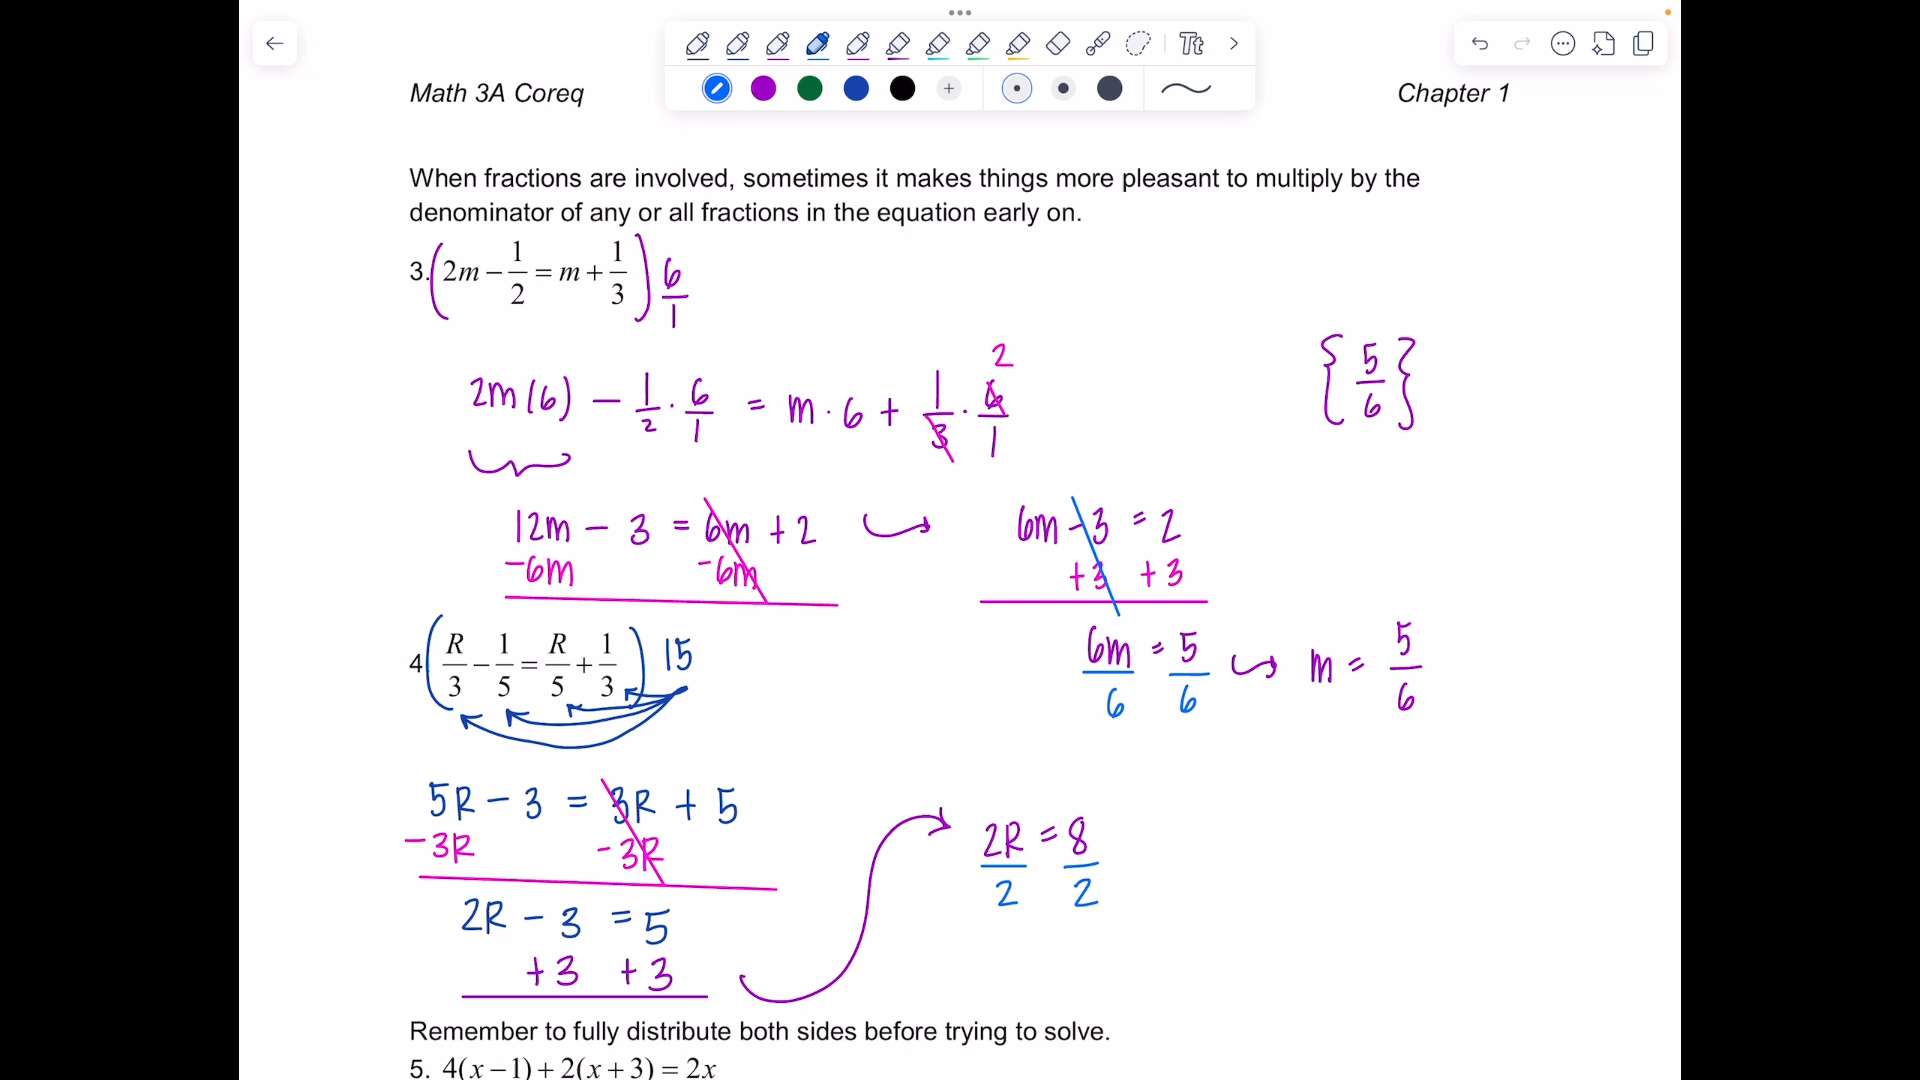 Tt
Math 3A Coreq
Chapter 1
When fractions are involved, sometimes it makes things more pleasant to multiply by the
denominator of any or all fractions in the equation early on.
3. (2m − 1/2 = m + 1/3) 6/1
2m(6) − 1/2 · 6/1 = m · 6 + 1/3 · 6/1 2
{5/6}
12m − 3 = 6m + 2
−6m −6m
6m − 3 = 2
+3 +3
6m/6 = 5/6
m = 5/6
4 (R/3 − 1/5 = R/5 + 1/3) 15
5R − 3 = 3R + 5
−3R −3R
2R − 3 = 5
+3 +3
2R/2 = 8/2
Remember to fully distribute both sides before trying to solve.
5. 4(x − 1) + 2(x + 3) = 2x